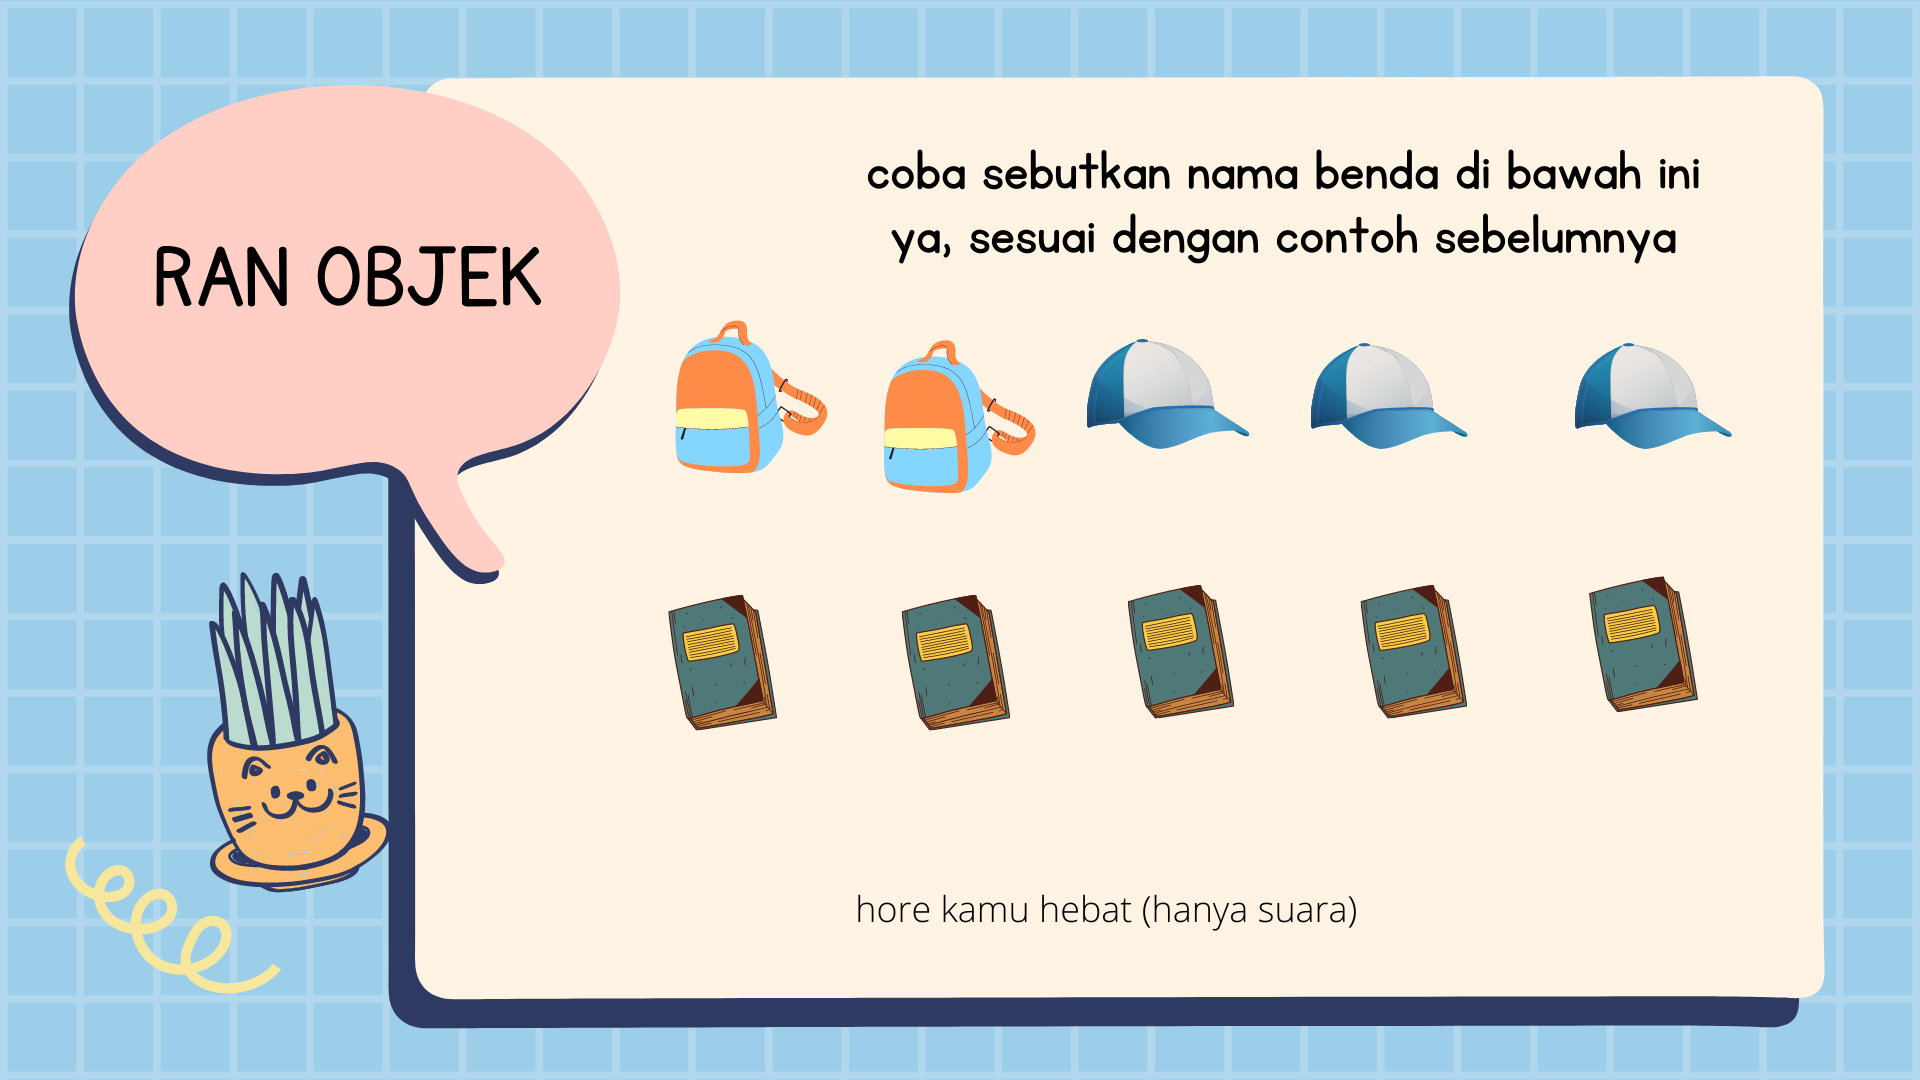 RAN OBJEK
coba sebutkan nama benda di bawah ini
ya, sesuai dengan contoh sebelumnya
hore kamu hebat (hanya suara)